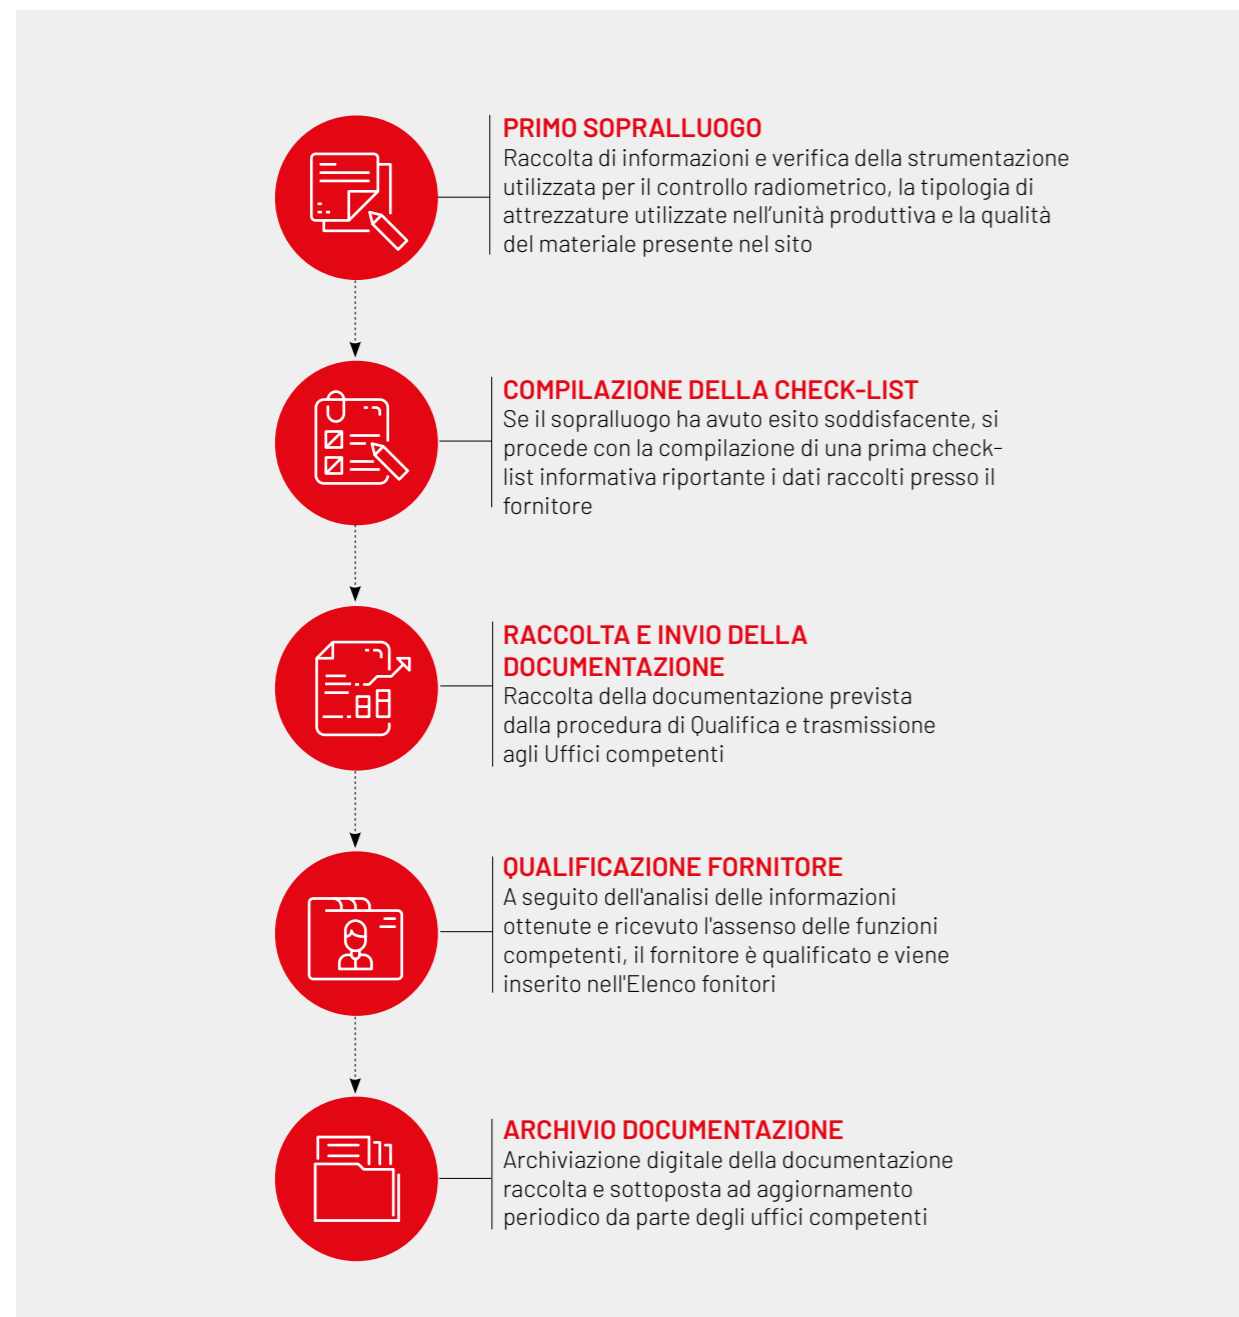 PRIMO SOPRALLUOGO
Raccolta di informazioni e verifica della strumentazione
utilizzata per il controllo radiometrico, la tipologia di
attrezzature utilizzate nell’unità produttiva e la qualità
del materiale presente nel sito
COMPILAZIONE DELLA CHECK-LIST
Se il sopralluogo ha avuto esito soddisfacente, si
procede con la compilazione di una prima check-
list informativa riportante i dati raccolti presso il
fornitore
RACCOLTA E INVIO DELLA
DOCUMENTAZIONE
Raccolta della documentazione prevista
dalla procedura di Qualifica e trasmissione
agli Uffici competenti
QUALIFICAZIONE FORNITORE
A seguito dell'analisi delle informazioni
ottenute e ricevuto l'assenso delle funzioni
competenti, il fornitore è qualificato e viene
inserito nell'Elenco fonitori
ARCHIVIO DOCUMENTAZIONE
Archiviazione digitale della documentazione
raccolta e sottoposta ad aggiornamento
periodico da parte degli uffici competenti